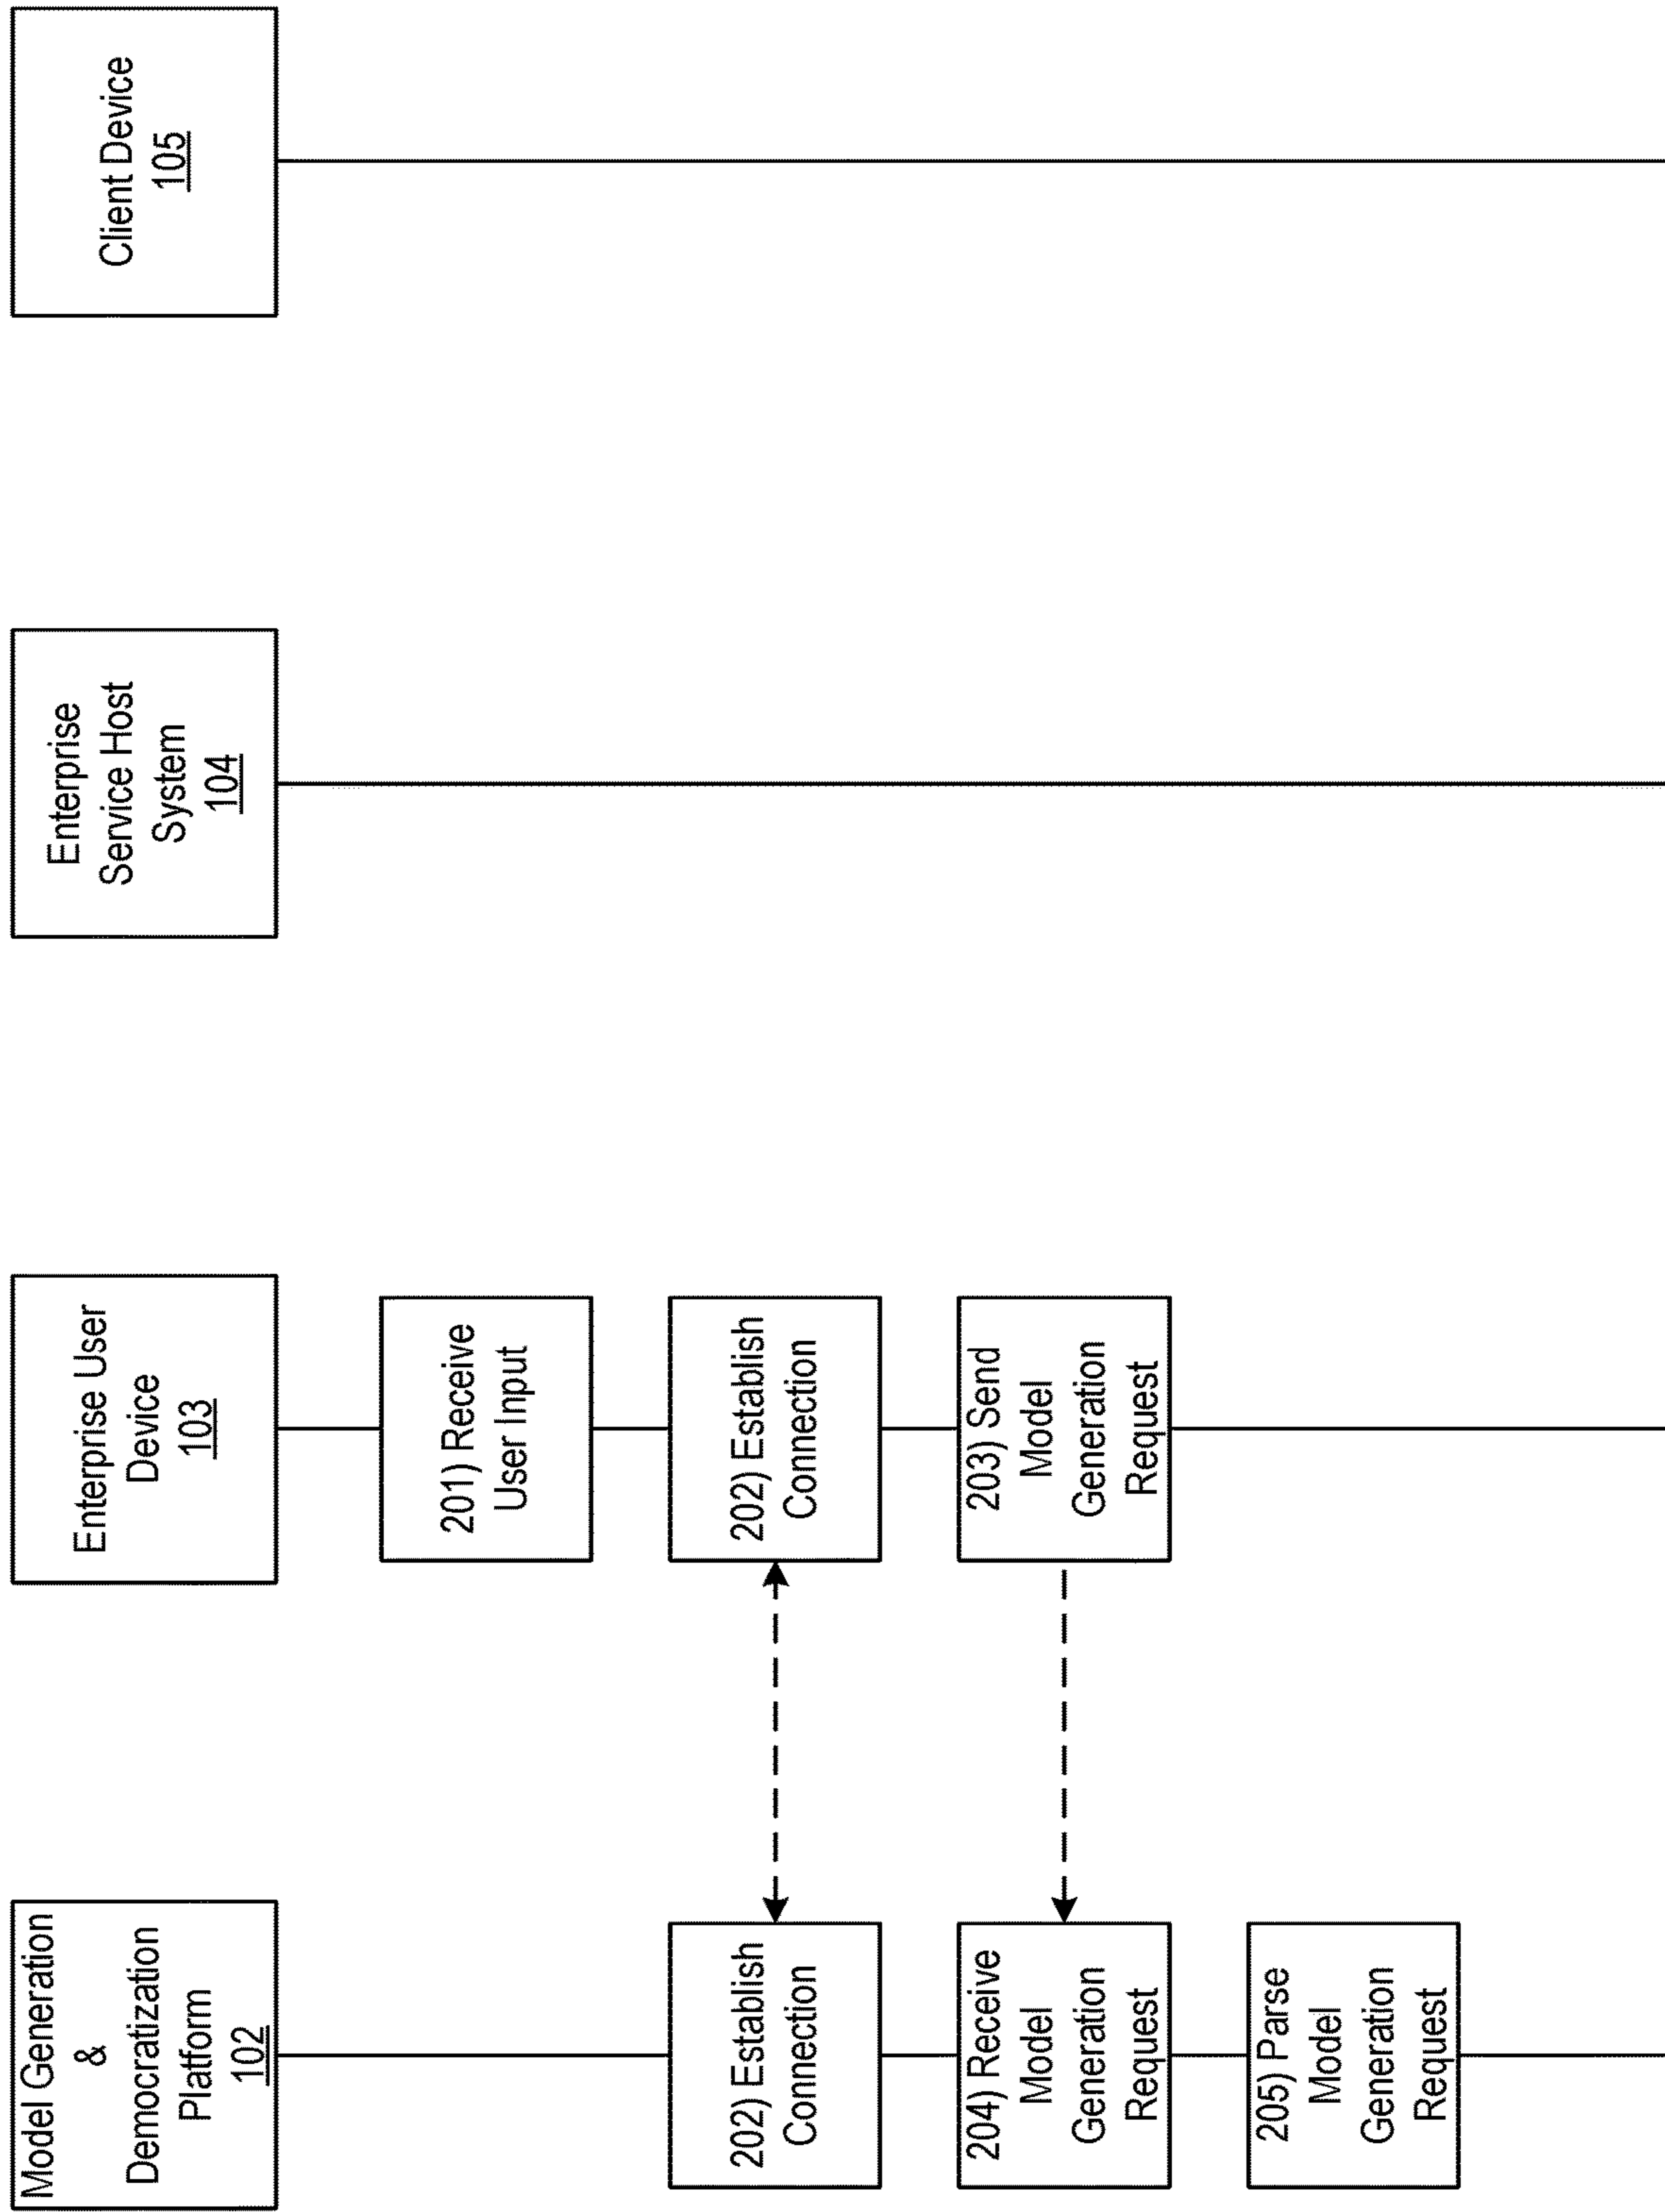 Model Generation
&
Democratization
Platform
102
Enterprise User
Device
103
Enterprise
Service Host
System
104
Client Device
105
201) Receive
User Input
202) Establish
Connection
202) Establish
Connection
204) Receive
Model
Generation
Request
203) Send
Model
Generation
Request
205) Parse
Model
Generation
Request